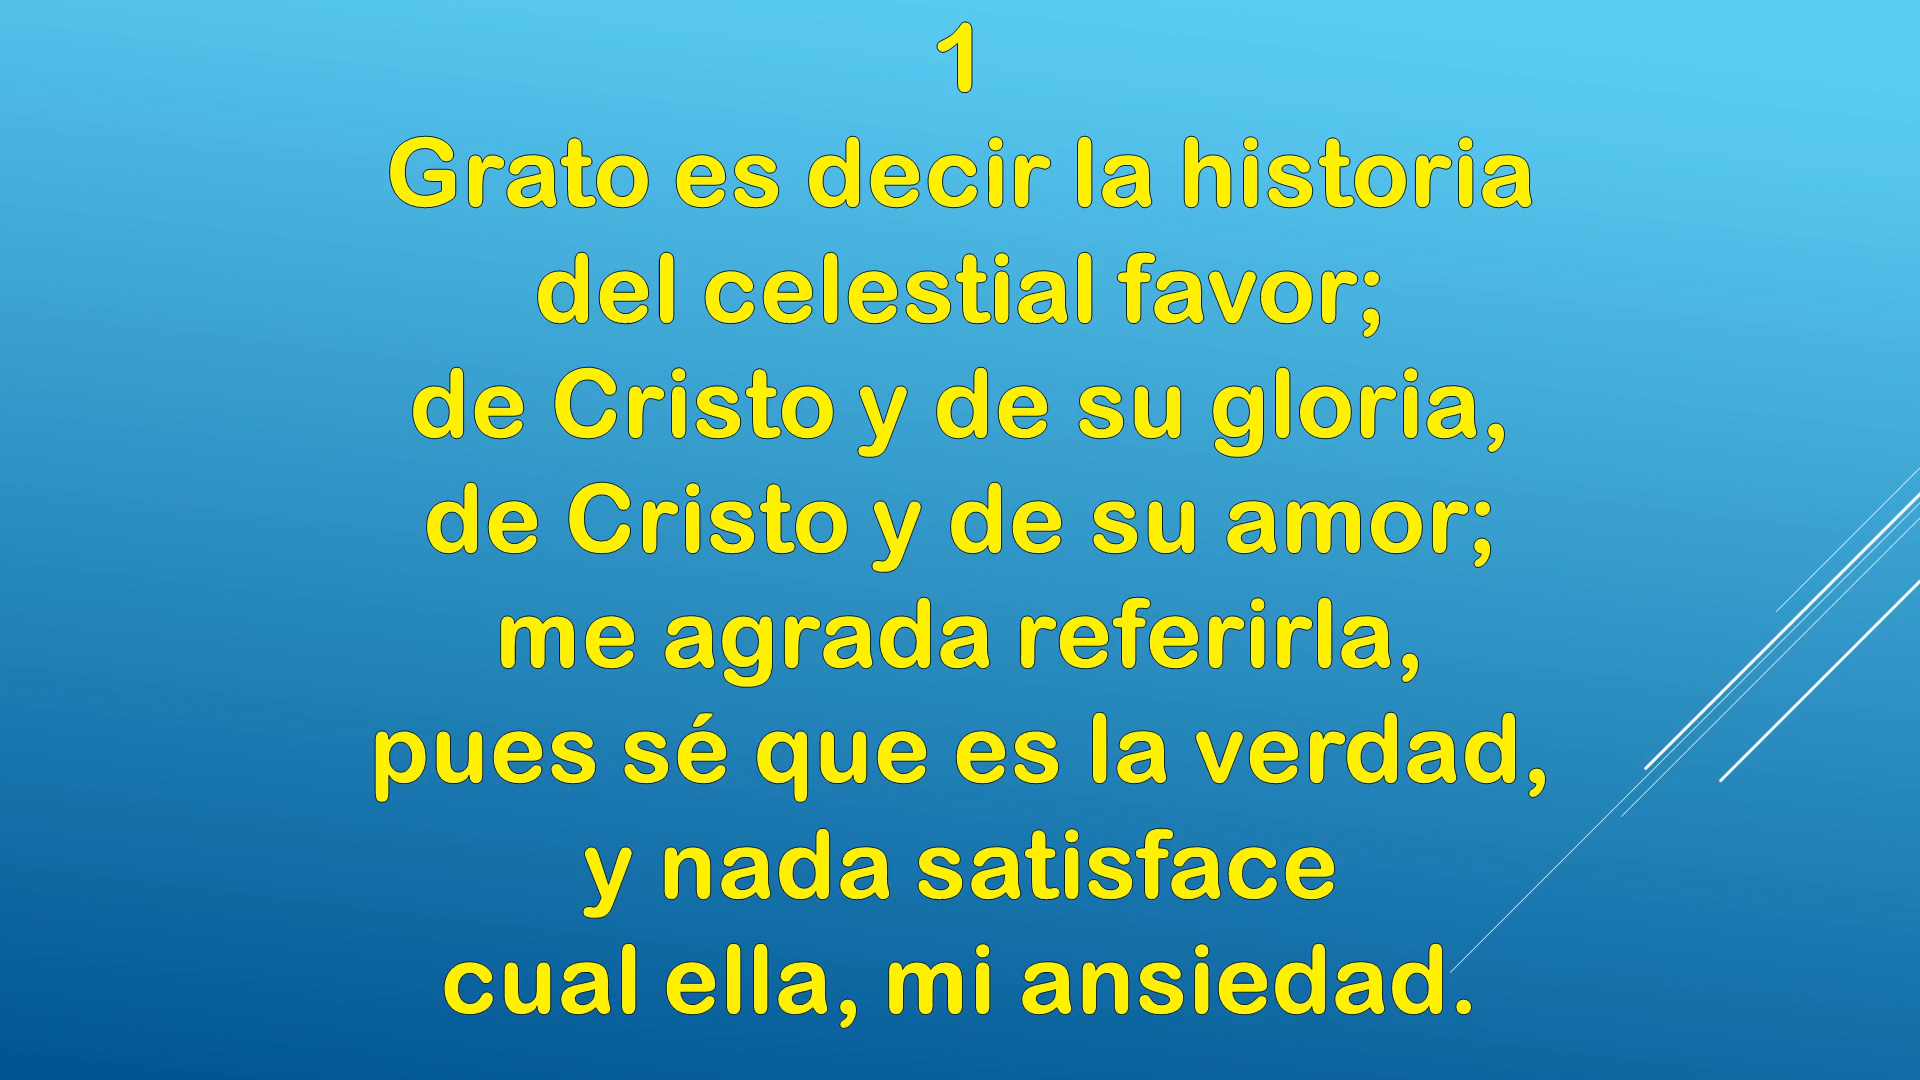 1
Grato es decir la historia
del celestial favor;
de Cristo y de su gloria,
de Cristo y de su amor;
me agrada referirla,
pues sé que es la verdad,
y nada satisface
cual ella, mi ansiedad.